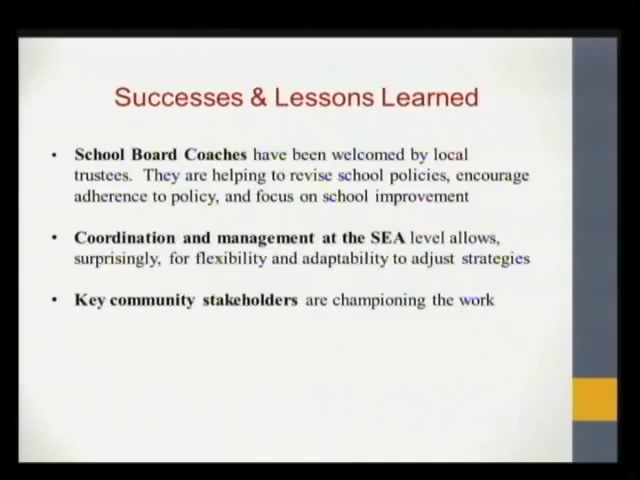 Successes & Lessons Learned
• School Board Coaches have been welcomed by local
trustees. They are helping to revise school policies, encourage
adherence to policy, and focus on school improvement
• Coordination and management at the SEA level allows,
surprisingly, for flexibility and adaptability to adjust strategies
• Key community stakeholders are championing the work